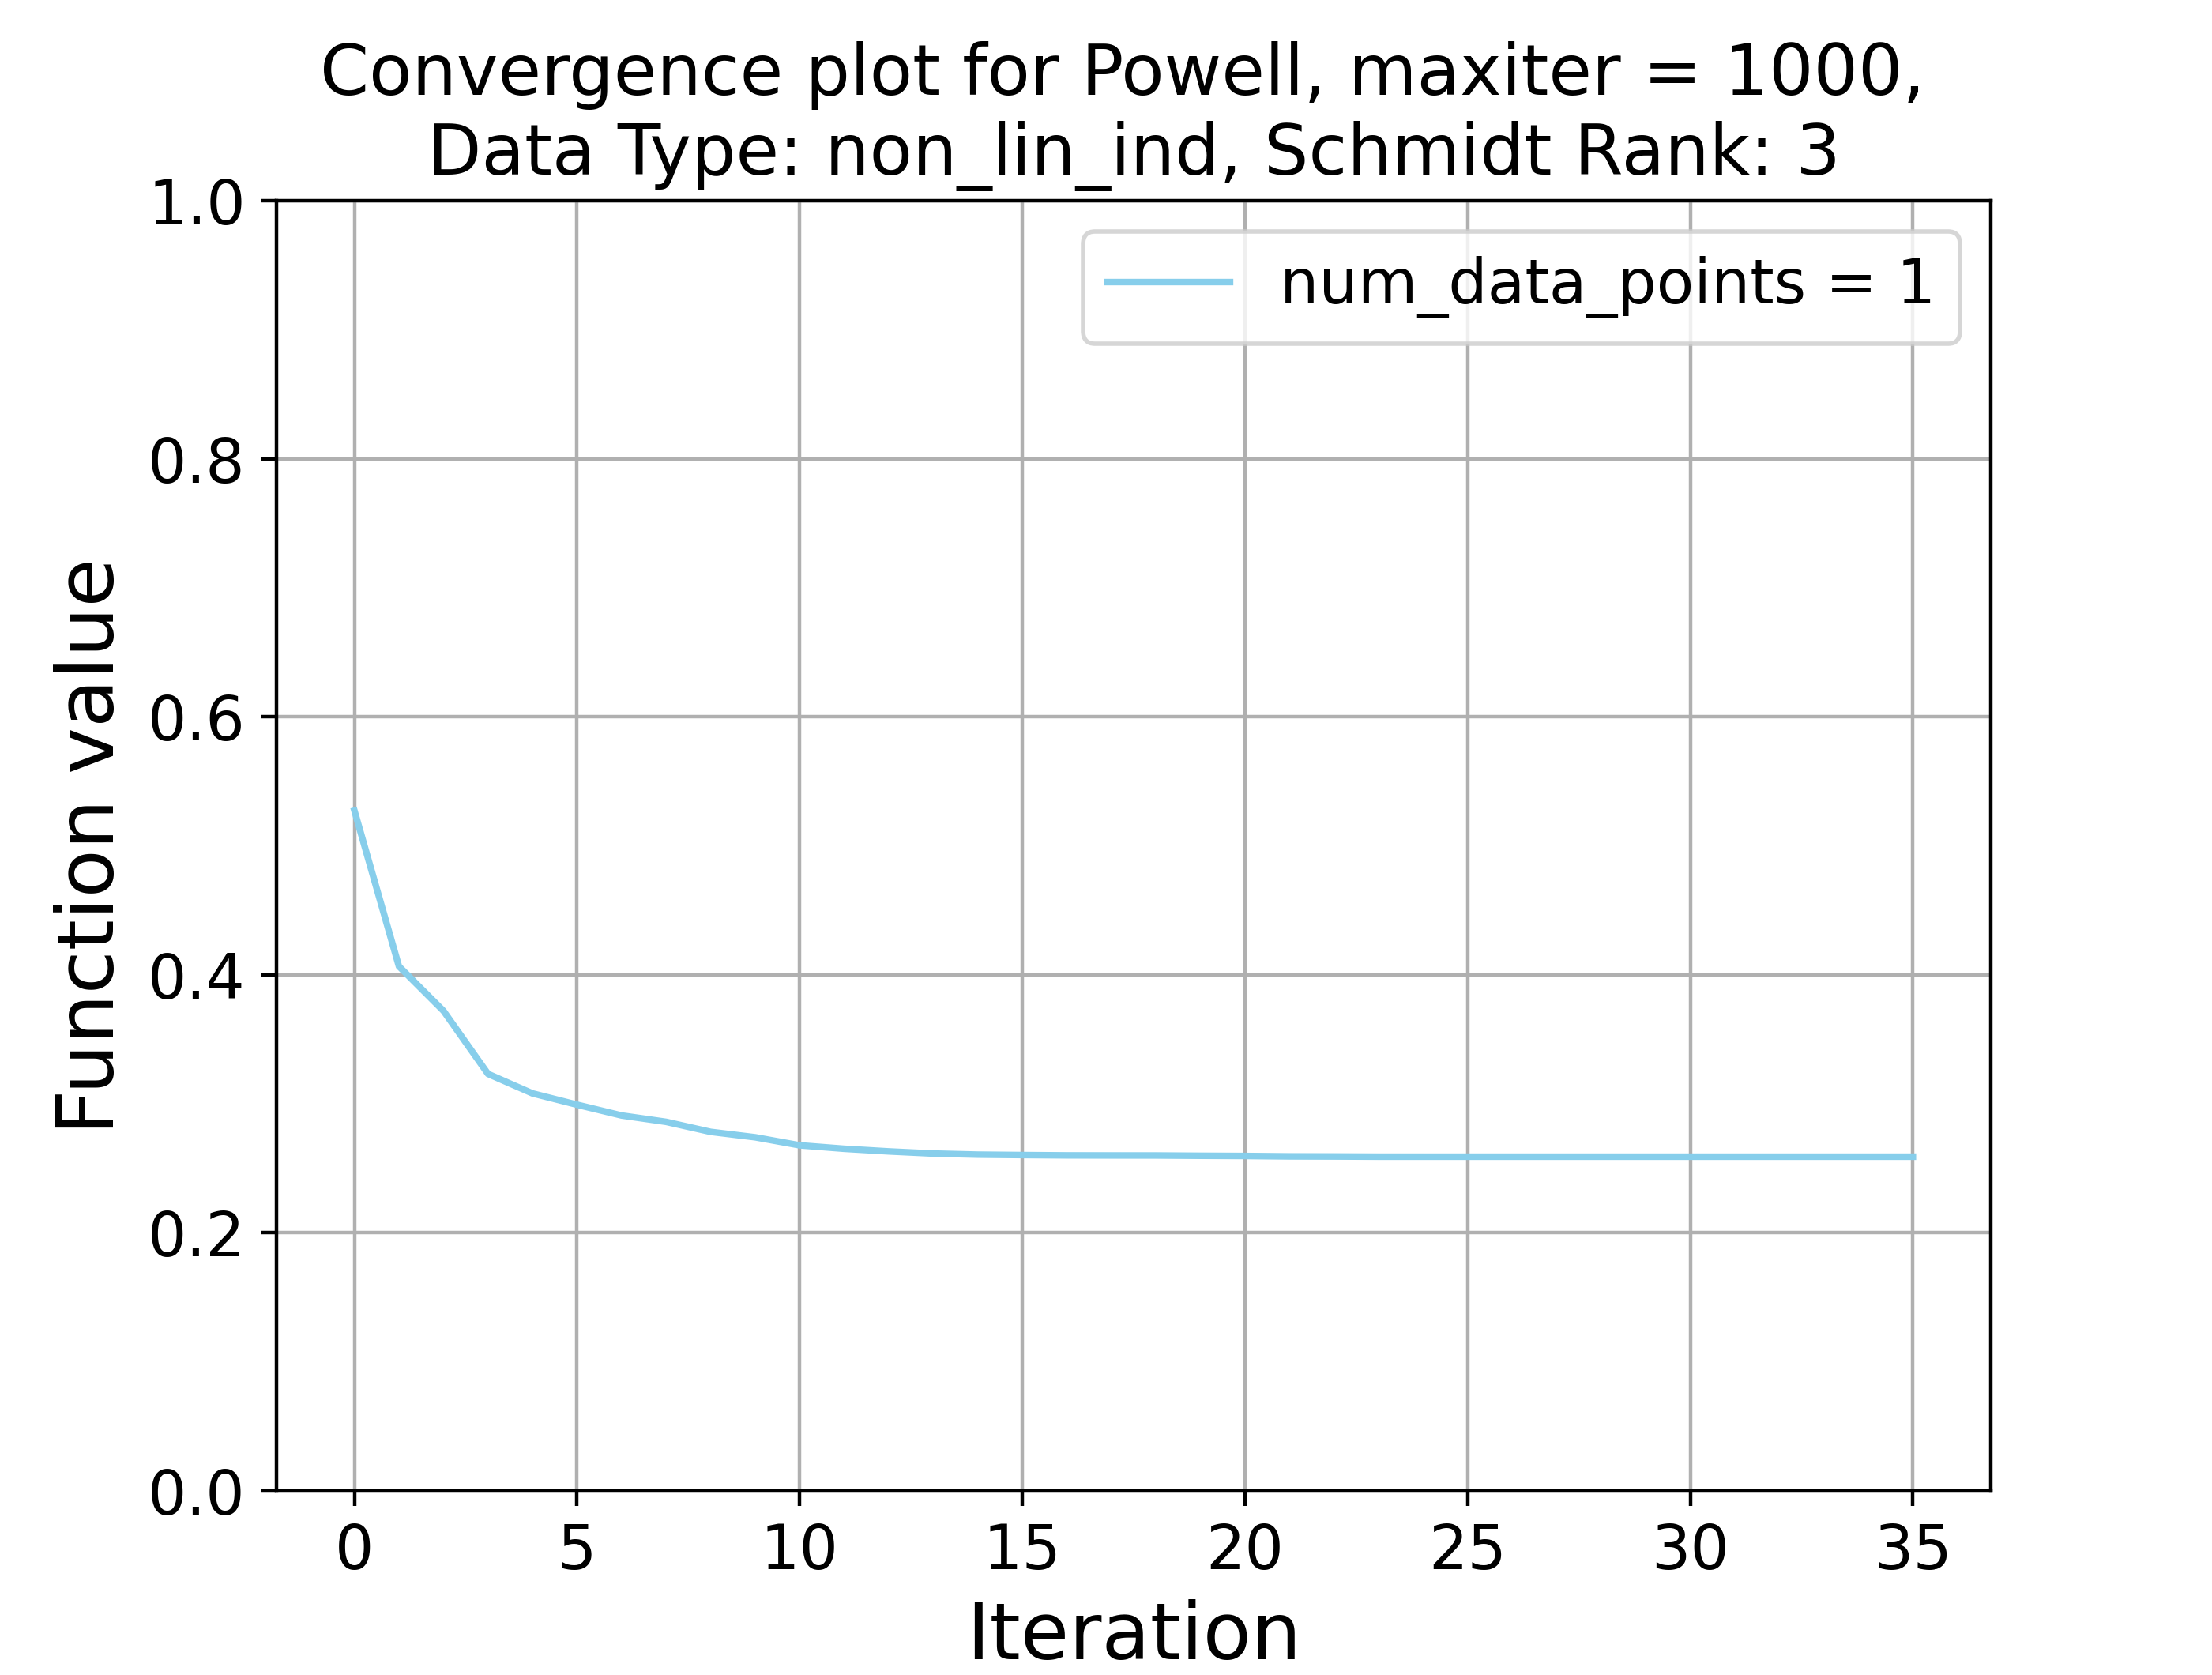 Convergence plot for Powell, maxiter = 1000,
Data Type: non_lin_ind, Schmidt Rank: 3
num_data_points = 1
Function value
1.0
0.8
0.6
0.4
0.2
0.0
0 5 10 15 20 25 30 35
Iteration